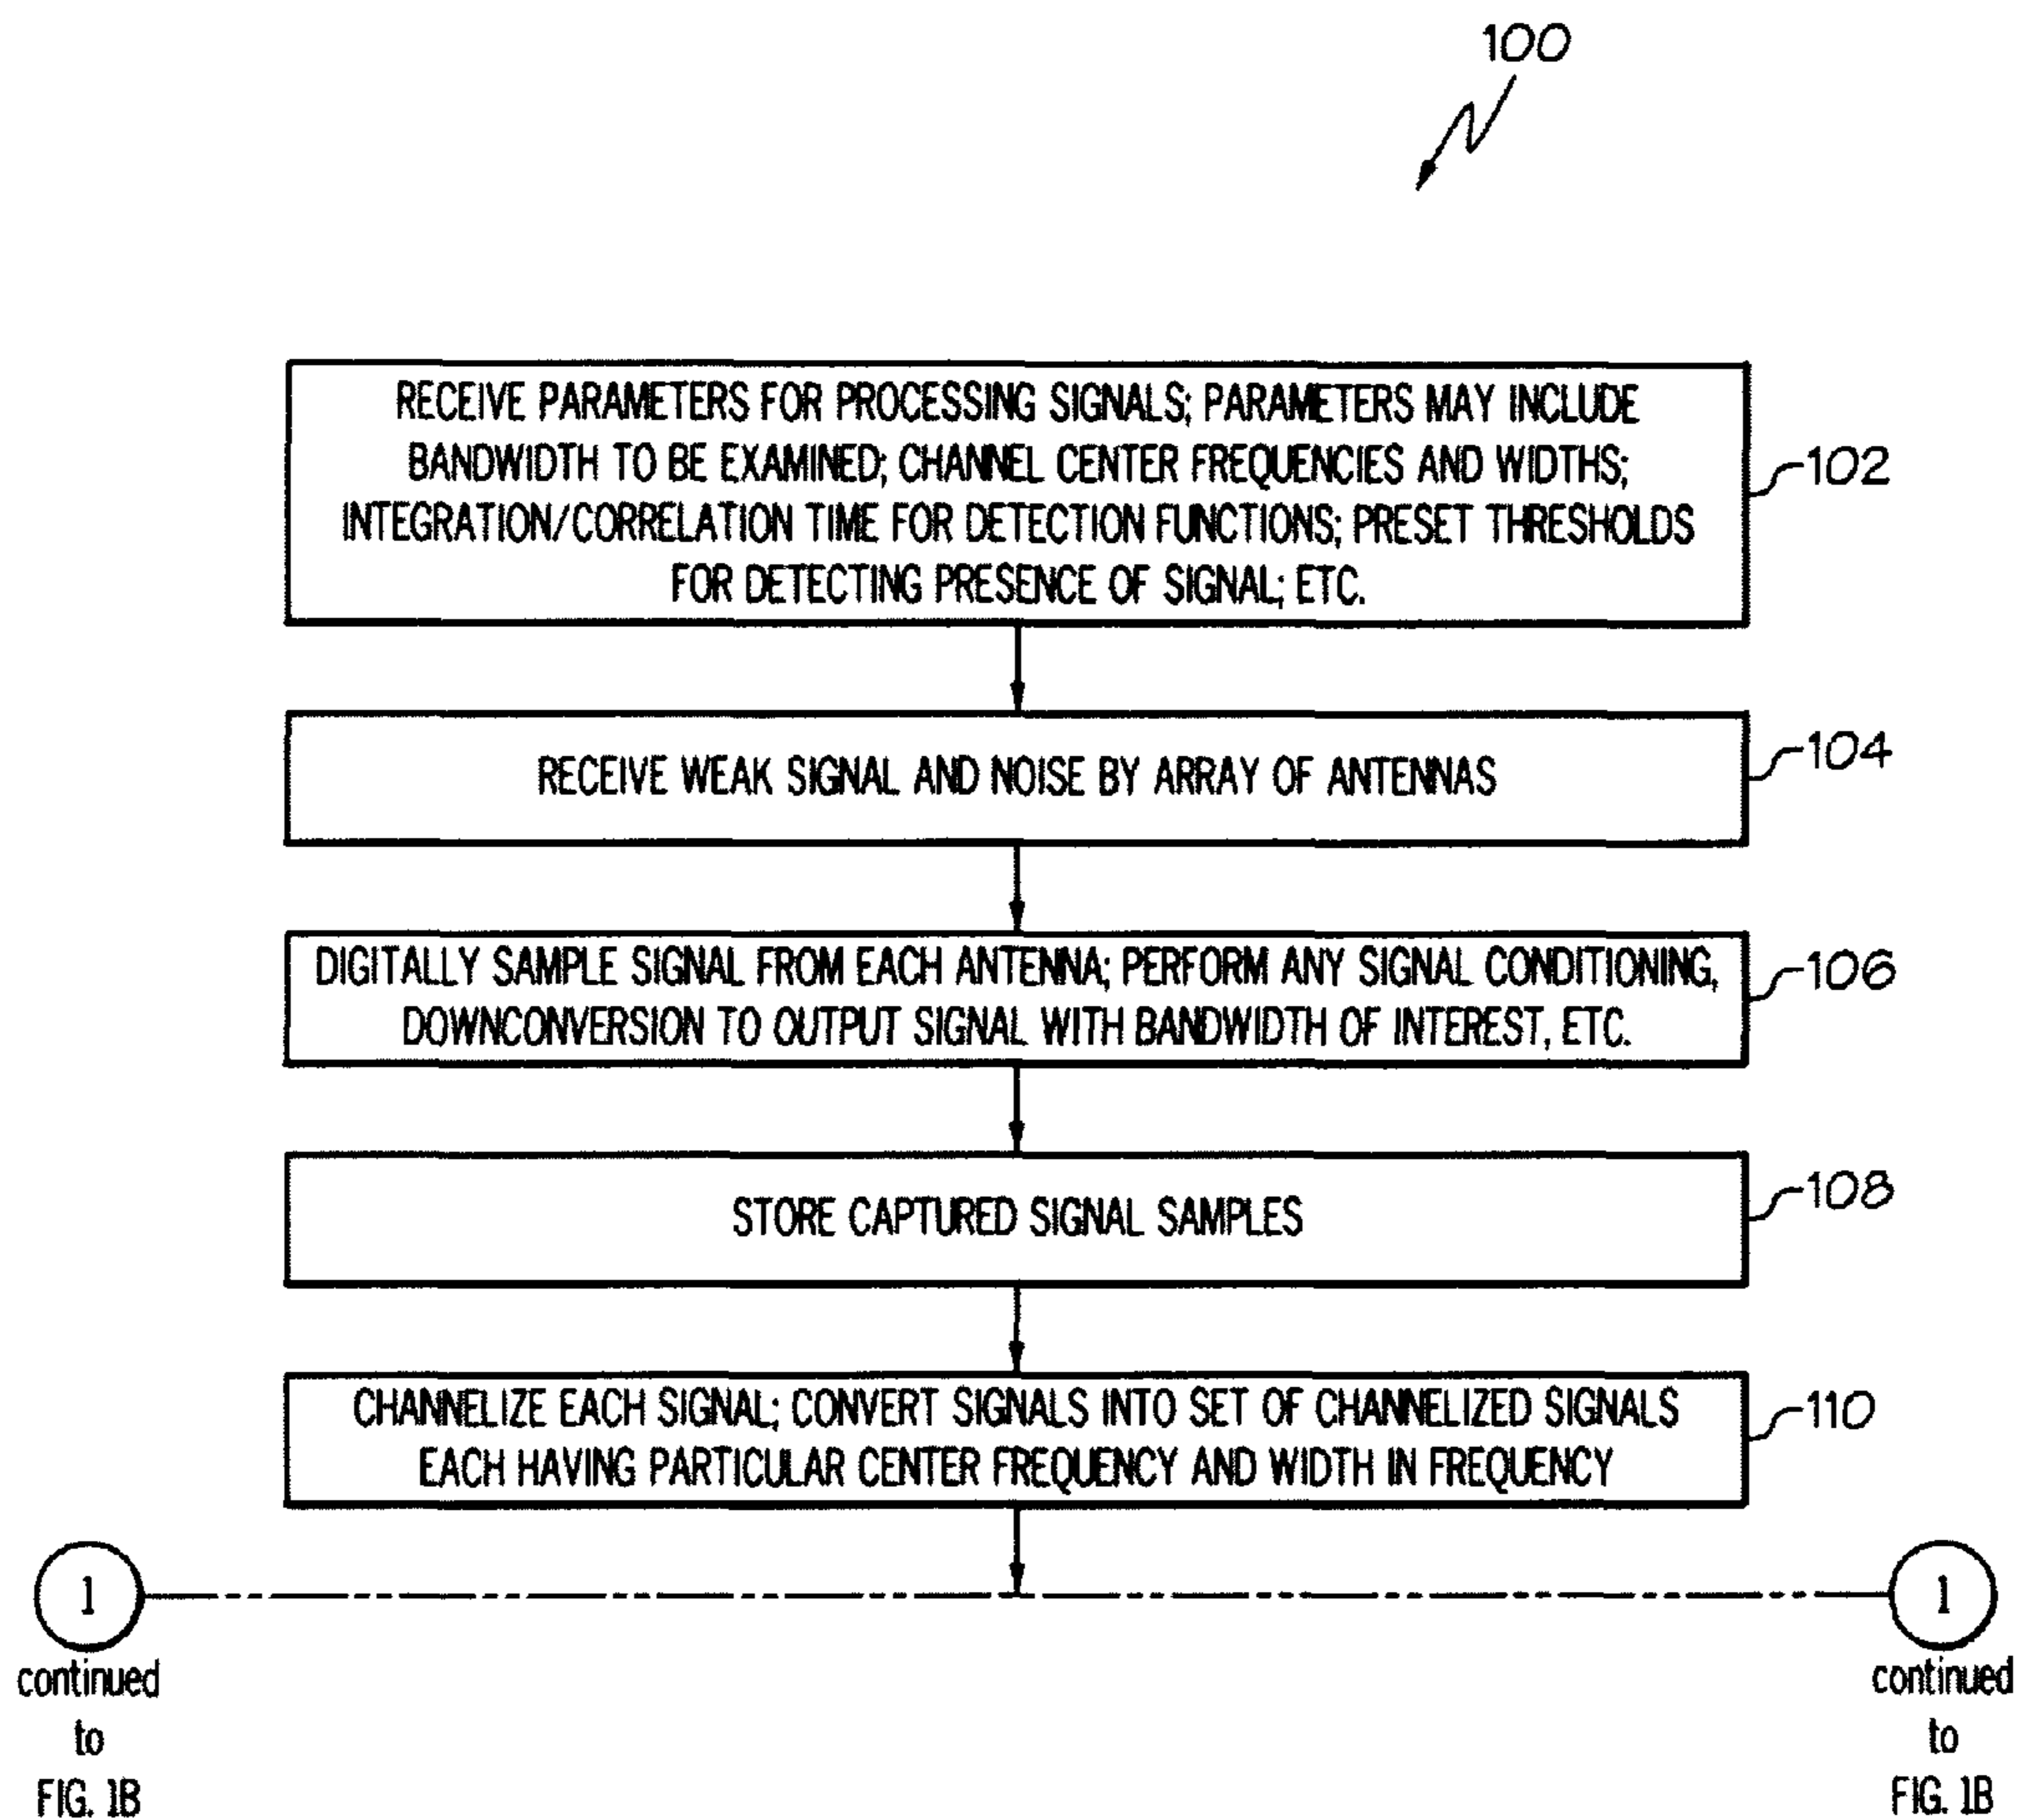 100
RECEIVE PARAMETERS FOR PROCESSING SIGNALS; PARAMETERS MAY INCLUDE
BANDWIDTH TO BE EXAMINED; CHANNEL CENTER FREQUENCIES AND WIDTHS;
INTEGRATION/CORRELATION TIME FOR DETECTION FUNCTIONS; PRESET THRESHOLDS
FOR DETECTING PRESENCE OF SIGNAL; ETC.
102
RECEIVE WEAK SIGNAL AND NOISE BY ARRAY OF ANTENNAS
104
DIGITALLY SAMPLE SIGNAL FROM EACH ANTENNA; PERFORM ANY SIGNAL CONDITIONING,
DOWNCONVERSION TO OUTPUT SIGNAL WITH BANDWIDTH OF INTEREST, ETC.
106
STORE CAPTURED SIGNAL SAMPLES
108
CHANNELIZE EACH SIGNAL; CONVERT SIGNALS INTO SET OF CHANNELIZED SIGNALS
EACH HAVING PARTICULAR CENTER FREQUENCY AND WIDTH IN FREQUENCY
110
1
continued
to
FIG. 1B
1
continued
to
FIG. 1B